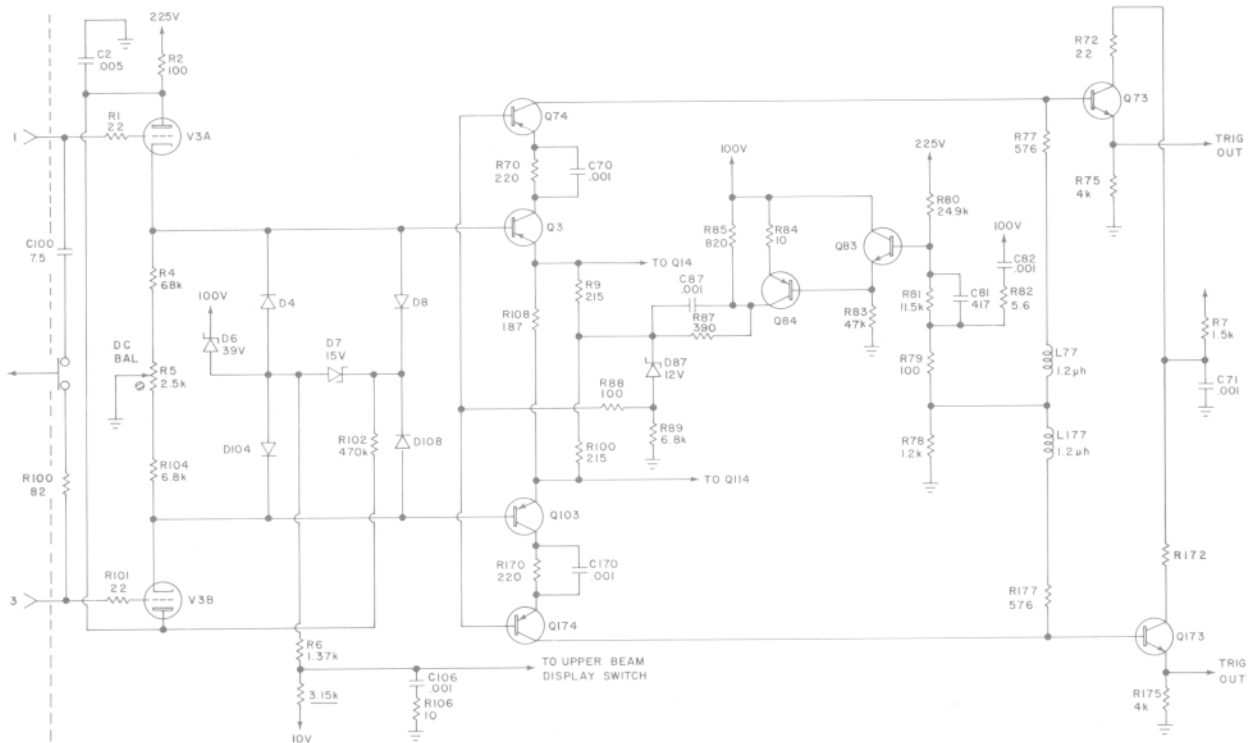 225V
C2
.005
R2
100
R1
22
V3A
1
C100
7.5
R4
68k
100V
D6
39V
D4
D8
D7
15V
DC
BAL
R5
2.5k
R102
470k
D104
D108
R104
6.8k
R100
82
R101
22
3
V3B
R6
1.37k
3.15k
10V
C106
.001
R106
10
TO UPPER BEAM
DISPLAY SWITCH
Q74
R70
220
C70
.001
Q3
TO Q14
R9
215
R108
187
C87
.001
R87
390
D87
12V
R88
100
R89
6.8k
R100
215
TO Q114
Q103
R170
220
C170
.001
Q174
100V
R85
820
R84
10
Q83
Q84
R83
47k
225V
R80
24.9k
100V
C82
.001
R82
5.6
R81
11.5k
C81
417
R79
100
R78
1.2k
R77
576
L77
1.2µh
L177
1.2µh
R177
576
R72
22
Q73
TRIG
OUT
R75
4k
R7
1.5k
C71
.001
R172
Q173
TRIG
OUT
R175
4k